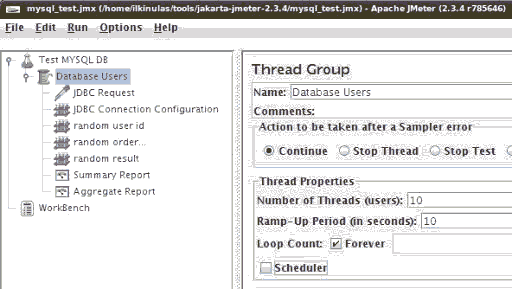 mysql_test.jmx (/home/ilkinulas/tools/jakarta-jmeter-2.3.4/mysql_test.jmx) - Apache JMeter (2.3.4 r785646)
File Edit Run Options Help
Test MYSQL DB
Database Users
JDBC Request
JDBC Connection Configuration
random user id
random order...
random result
Summary Report
Aggregate Report
WorkBench
Thread Group
Name: Database Users
Comments:
Action to be taken after a Sampler error
Continue Stop Thread Stop Test
Thread Properties
Number of Threads (users): 10
Ramp-Up Period (in seconds): 10
Loop Count: Forever
Scheduler